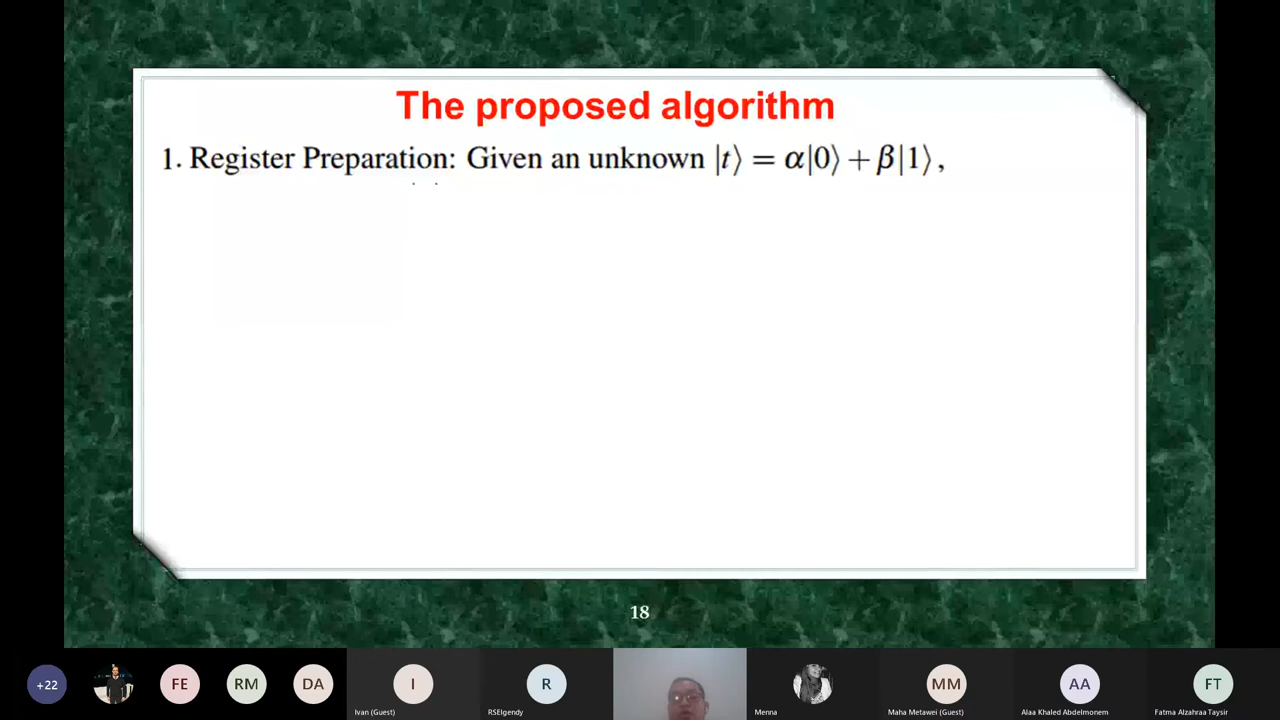 The proposed algorithm
1. Register Preparation: Given an unknown |t⟩ = α|0⟩ + β|1⟩,
18
+22
FE
RM
DA
I
R
MM
AA
FT
Ivan (Guest)
RSElgendy
Menna
Maha Metawei (Guest)
Alaa Khaled Abdelmonem
Fatma Alzahraa Taysir